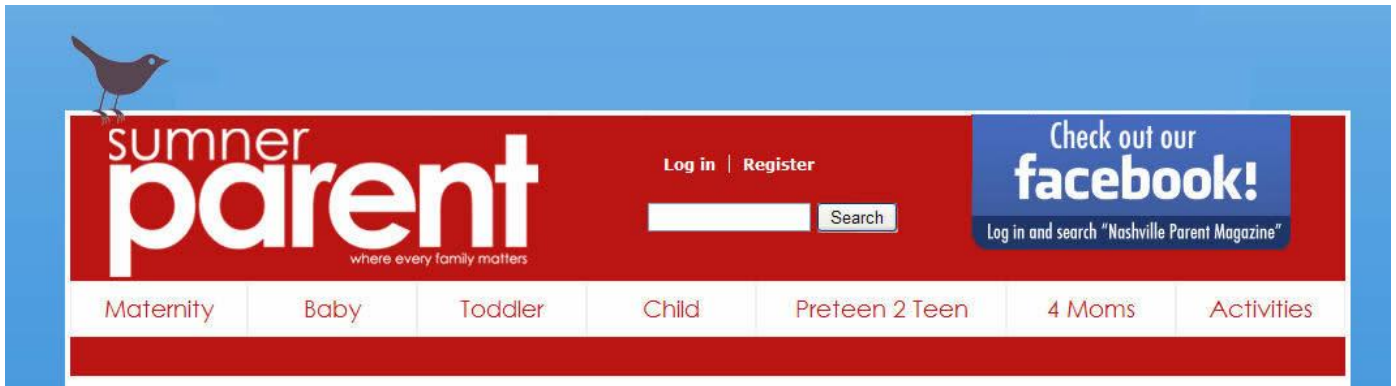 sumner
parent
where every family matters
Log in | Register
Search
Check out our
facebook!
Log in and search "Nashville Parent Magazine"
Maternity Baby Toddler Child Preteen 2 Teen 4 Moms Activities